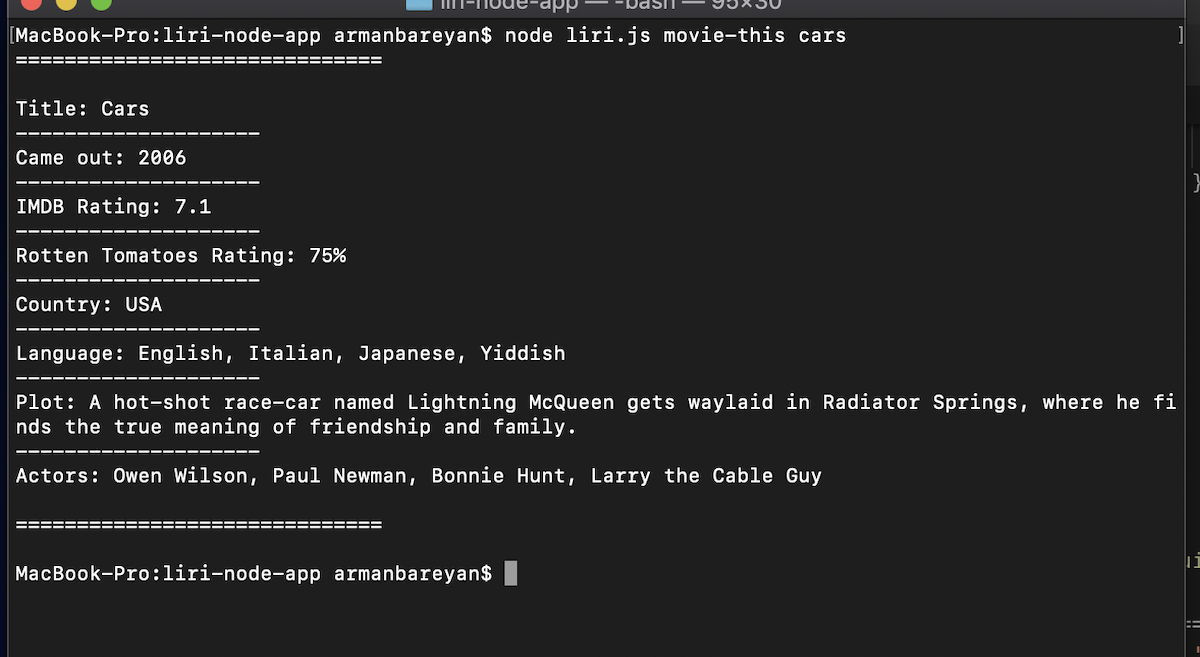 liri-node-app — -bash — 95×30
[MacBook-Pro:liri-node-app armanbareyan$ node liri.js movie-this cars ]
==============================
Title: Cars
--------------------
Came out: 2006
--------------------
IMDB Rating: 7.1
--------------------
Rotten Tomatoes Rating: 75%
--------------------
Country: USA
--------------------
Language: English, Italian, Japanese, Yiddish
--------------------
Plot: A hot-shot race-car named Lightning McQueen gets waylaid in Radiator Springs, where he fi
nds the true meaning of friendship and family.
--------------------
Actors: Owen Wilson, Paul Newman, Bonnie Hunt, Larry the Cable Guy
==============================
MacBook-Pro:liri-node-app armanbareyan$